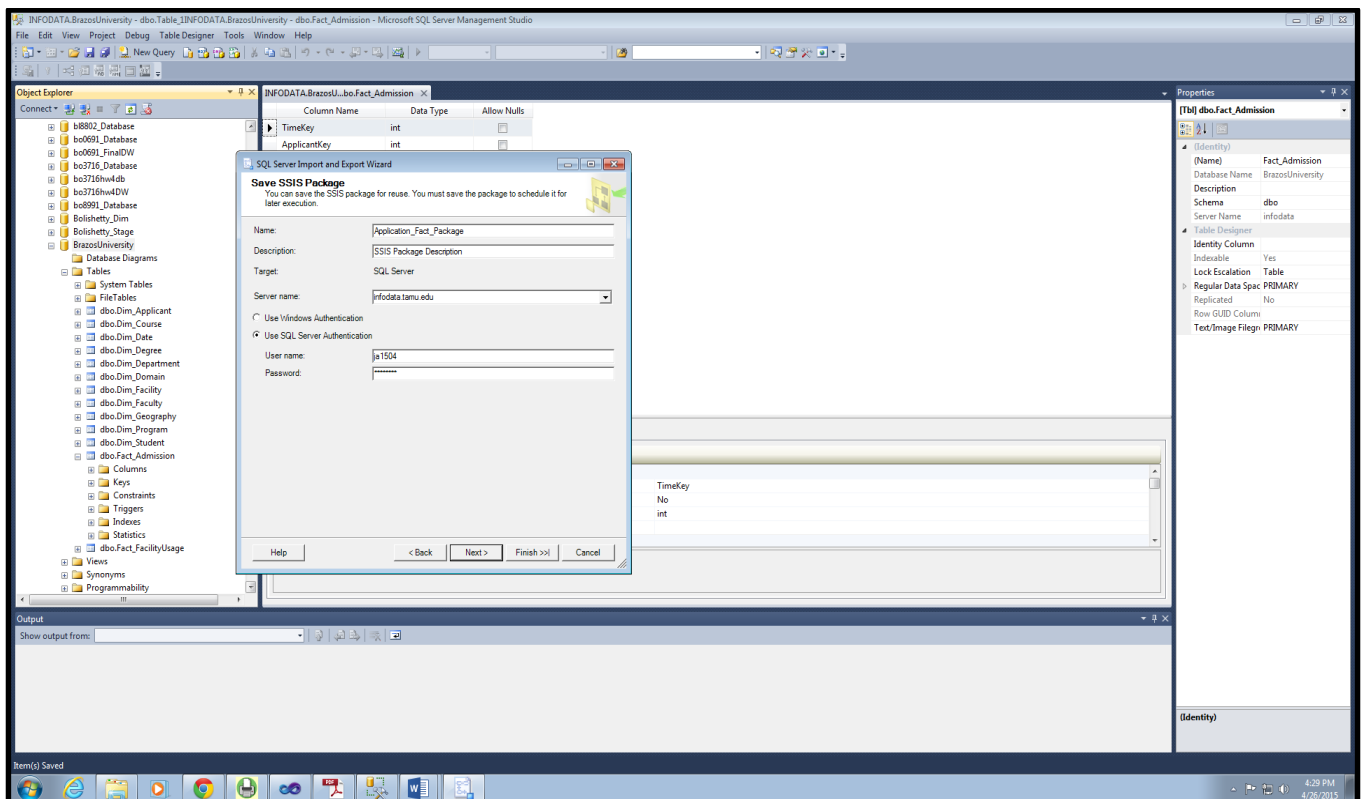 INFODATA.BrazosUniversity - dbo.Table_1INFODATA.BrazosUniversity - dbo.Fact_Admission - Microsoft SQL Server Management Studio
File Edit View Project Debug Table Designer Tools Window Help
New Query
Object Explorer
Connect
bl8802_Database
bo0691_Database
bo0691_FinalDW
bo3716_Database
bo3716hw4db
bo3716hw4DW
bo8991_Database
Bolishetty_Dim
Bolishetty_Stage
BrazosUniversity
Database Diagrams
Tables
System Tables
FileTables
dbo.Dim_Applicant
dbo.Dim_Course
dbo.Dim_Date
dbo.Dim_Degree
dbo.Dim_Department
dbo.Dim_Domain
dbo.Dim_Facility
dbo.Dim_Faculty
dbo.Dim_Geography
dbo.Dim_Program
dbo.Dim_Student
dbo.Fact_Admission
Columns
Keys
Constraints
Triggers
Indexes
Statistics
dbo.Fact_FacilityUsage
Views
Synonyms
Programmability
INFODATA.BrazosU...bo.Fact_Admission
Column Name Data Type Allow Nulls
TimeKey int
ApplicantKey int
SQL Server Import and Export Wizard
Save SSIS Package
You can save the SSIS package for reuse. You must save the package to schedule it for
later execution.
Name: Application_Fact_Package
Description: SSIS Package Description
Target: SQL Server
Server name: infodata.tamu.edu
Use Windows Authentication
Use SQL Server Authentication
User name: ja1504
Password: ********
Help < Back Next > Finish >>| Cancel
TimeKey
No
int
Properties
[Tbl] dbo.Fact_Admission
(Identity)
(Name) Fact_Admission
Database Name BrazosUniversity
Description
Schema dbo
Server Name infodata
Table Designer
Identity Column
Indexable Yes
Lock Escalation Table
Regular Data Spac PRIMARY
Replicated No
Row GUID Colum
Text/Image Filegr PRIMARY
(Identity)
Output
Show output from:
Item(s) Saved
PDF
4:29 PM
4/26/2015